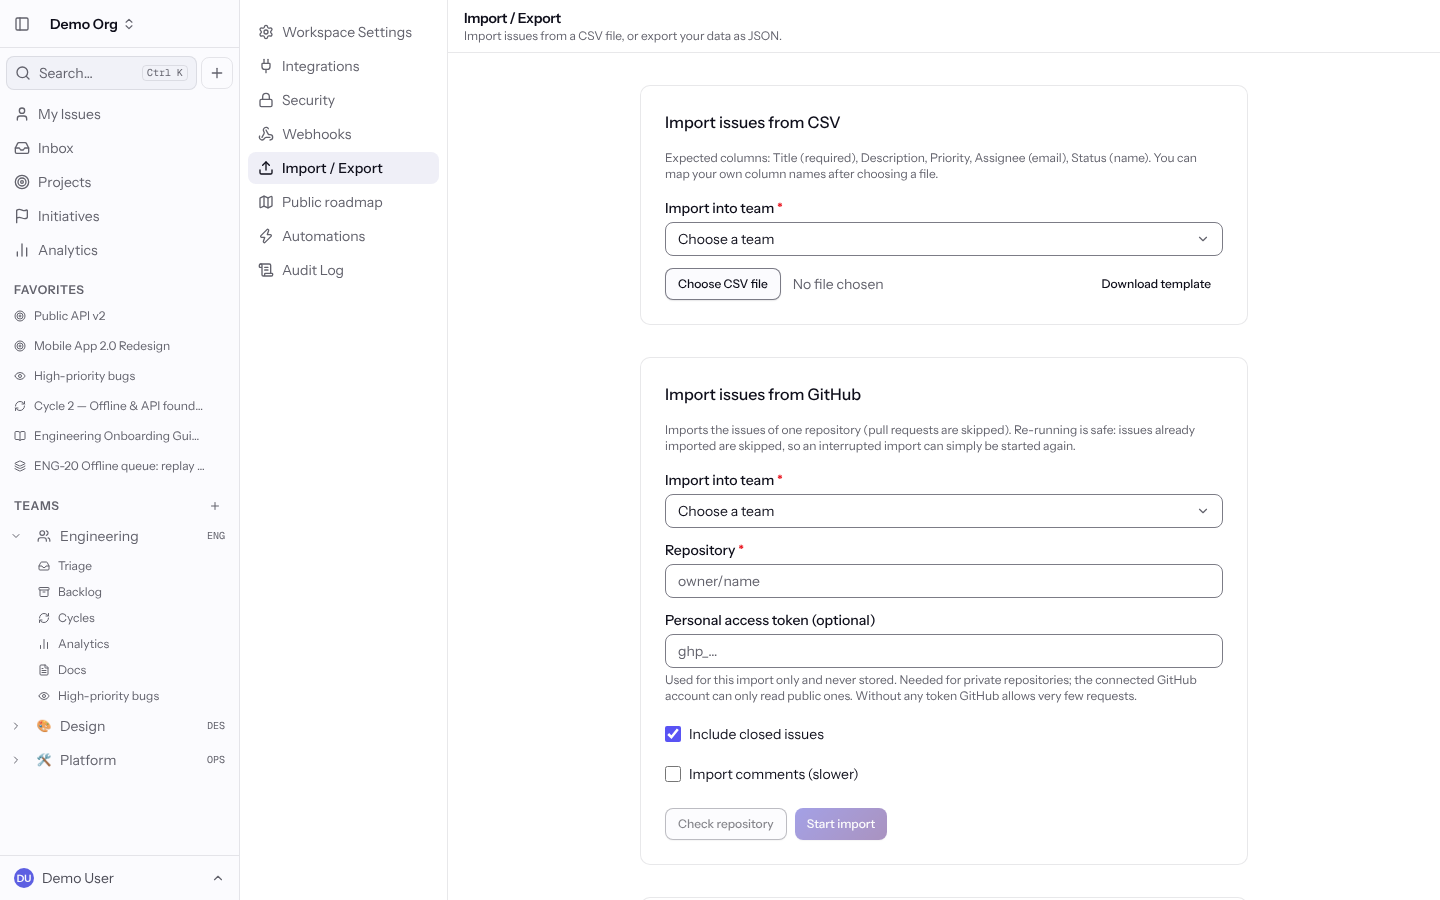 Demo Org
Search...
Ctrl K
My Issues
Inbox
Projects
Initiatives
Analytics
FAVORITES
Public API v2
Mobile App 2.0 Redesign
High-priority bugs
Cycle 2 — Offline & API found...
Engineering Onboarding Gui...
ENG-20 Offline queue: replay ...
TEAMS
Engineering ENG
Triage
Backlog
Cycles
Analytics
Docs
High-priority bugs
Design DES
Platform OPS
DU Demo User
Workspace Settings
Integrations
Security
Webhooks
Import / Export
Public roadmap
Automations
Audit Log
Import / Export
Import issues from a CSV file, or export your data as JSON.
Import issues from CSV
Expected columns: Title (required), Description, Priority, Assignee (email), Status (name). You can
map your own column names after choosing a file.
Import into team *
Choose a team
Choose CSV file No file chosen Download template
Import issues from GitHub
Imports the issues of one repository (pull requests are skipped). Re-running is safe: issues already
imported are skipped, so an interrupted import can simply be started again.
Import into team *
Choose a team
Repository *
owner/name
Personal access token (optional)
ghp_...
Used for this import only and never stored. Needed for private repositories; the connected GitHub
account can only read public ones. Without any token GitHub allows very few requests.
Include closed issues
Import comments (slower)
Check repository Start import